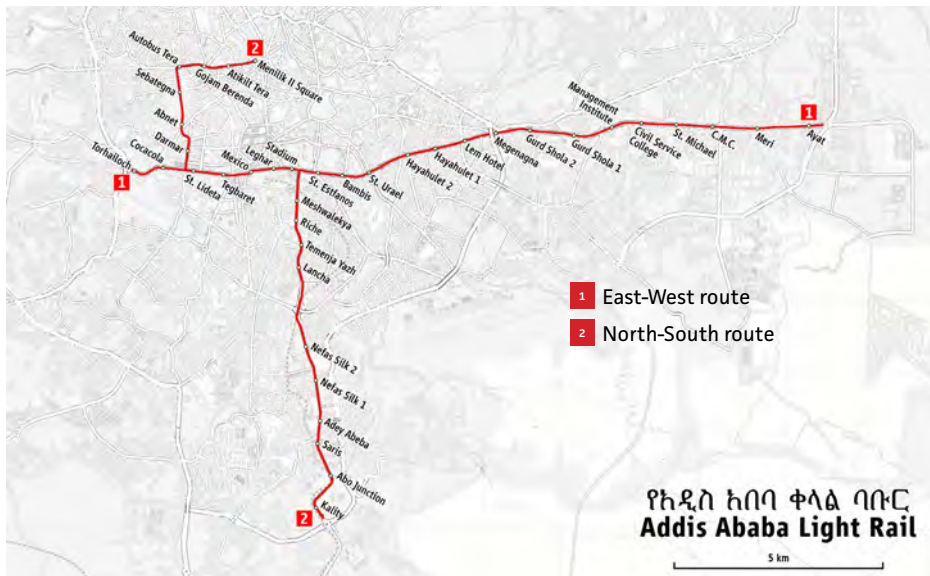 2
Menilik II Square
Atikilt Tera
Gojam Berenda
Autobus Tera
Sebategna
Abnet
Darmar
Cocacola
Torhailoch
1
St. Lideta
Tegbaret
Mexico
Leghar
Stadium
St. Estfanos
Bambis
St. Urael
Hayahulet 2
Hayahulet 1
Lem Hotel
Megenagna
Gurd Shola 2
Gurd Shola 1
Management
Institute
Civil Service
College
St. Michael
C.M.C.
Meri
Ayat
1
Meshwalekya
Riche
Temenja Yazh
Lancha
Nefas Silk 2
Nefas Silk 1
Adey Abeba
Saris
Abo Junction
Kality
2
1 East-West route
2 North-South route
የአዲስ አበባ ቀላል ባቡር
Addis Ababa Light Rail
5 km